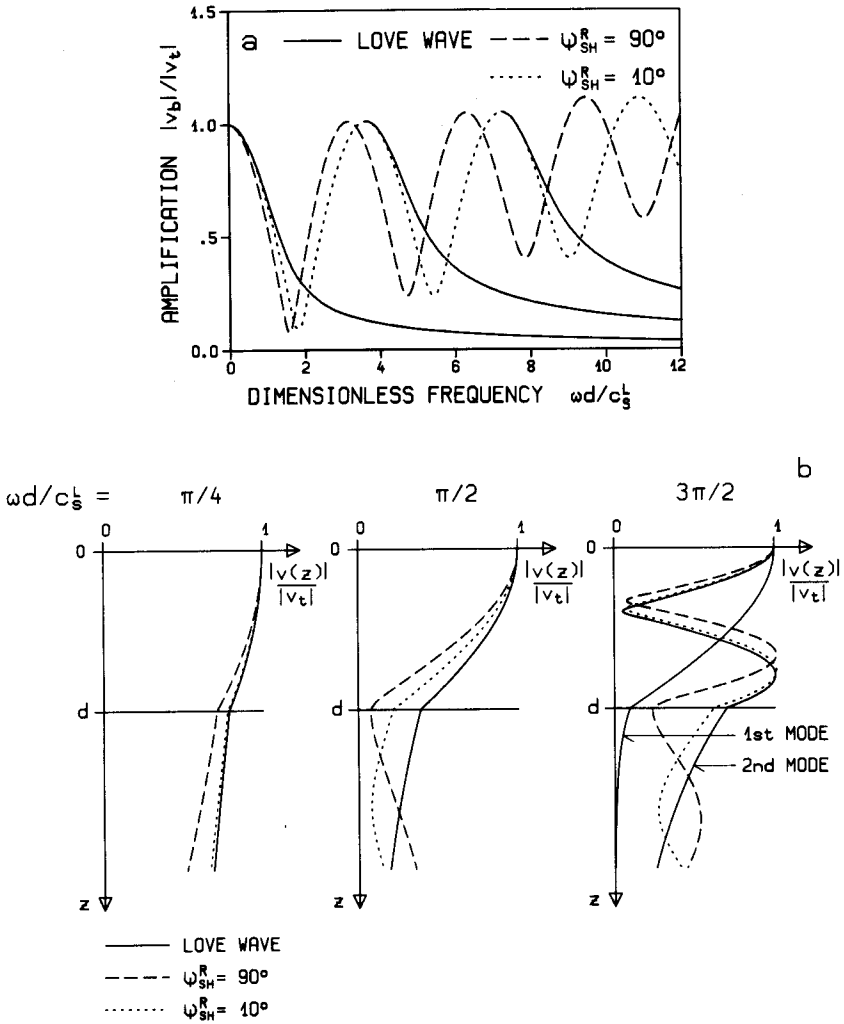 1.5
a
LOVE WAVE
ψ^R_SH = 90°
ψ^R_SH = 10°
1.0
.5
0.0
AMPLIFICATION |v_b|/|v_t|
0 2 4 6 8 10 12
DIMENSIONLESS FREQUENCY ωd/c^L_s
b
ωd/c^L_s = π/4 π/2 3π/2
0 1 0 1 0 1
0 0 0
|v(z)| |v(z)| |v(z)|
|v_t| |v_t| |v_t|
d d d
1st MODE
2nd MODE
z z z
LOVE WAVE
ψ^R_SH = 90°
ψ^R_SH = 10°